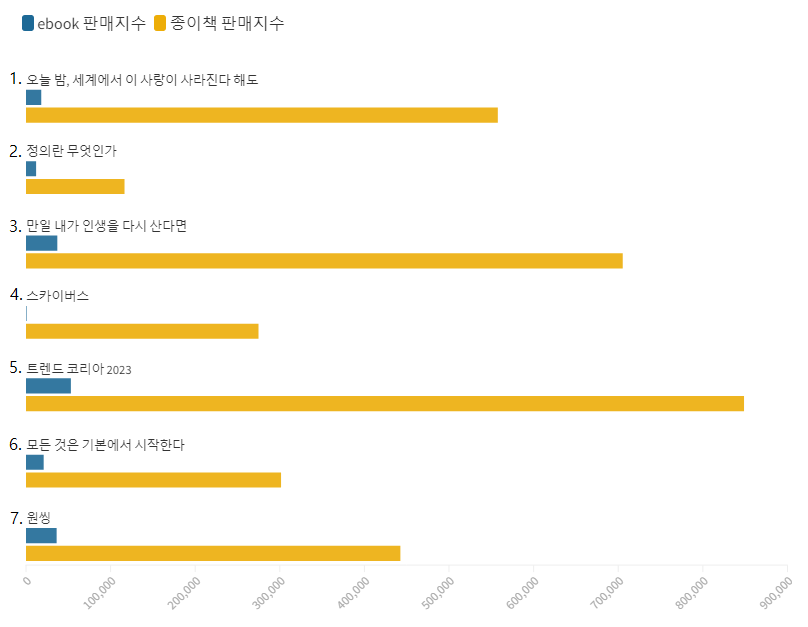 ebook 판매지수 종이책 판매지수
1. 오늘 밤, 세계에서 이 사랑이 사라진다 해도
2. 정의란 무엇인가
3. 만일 내가 인생을 다시 산다면
4. 스카이버스
5. 트렌드 코리아 2023
6. 모든 것은 기본에서 시작한다
7. 원씽
0 100,000 200,000 300,000 400,000 500,000 600,000 700,000 800,000 900,000